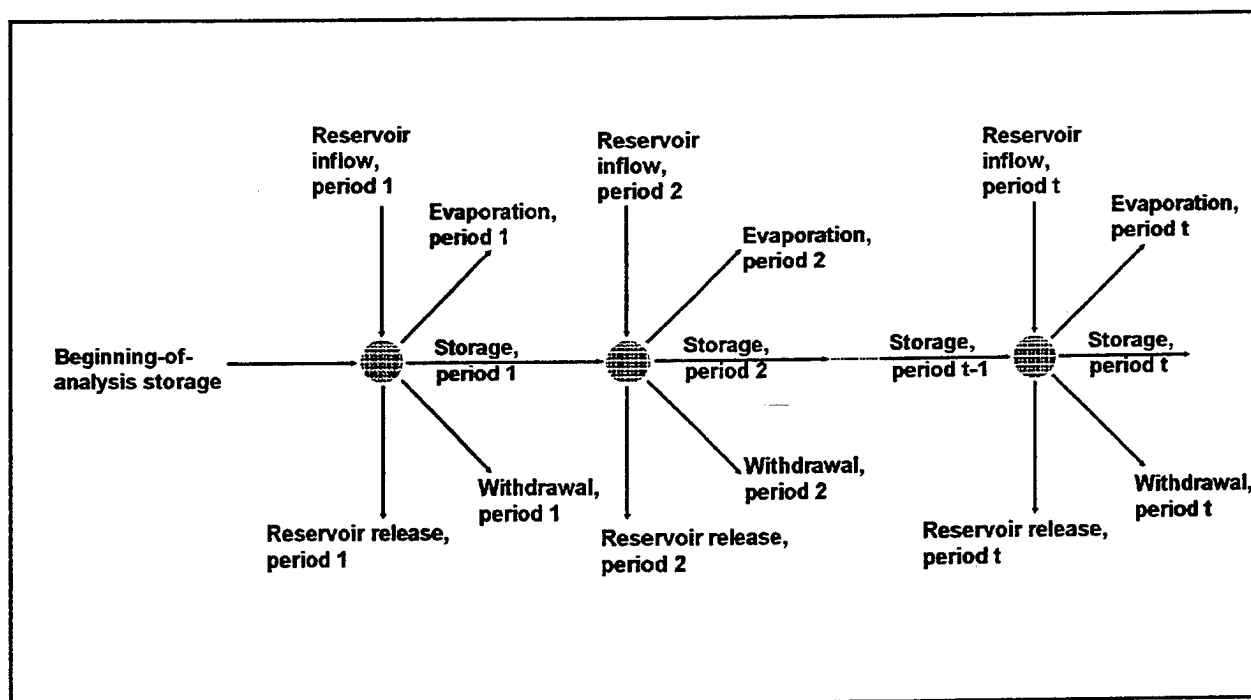 Reservoir
inflow,
period 1
Evaporation,
period 1
Beginning-of-
analysis storage
Storage,
period 1
Withdrawal,
period 1
Reservoir release,
period 1
Reservoir
inflow,
period 2
Evaporation,
period 2
Storage,
period 2
Withdrawal,
period 2
Reservoir release,
period 2
Storage,
period t-1
Reservoir
inflow,
period t
Evaporation,
period t
Storage,
period t
Withdrawal,
period t
Reservoir release,
period t